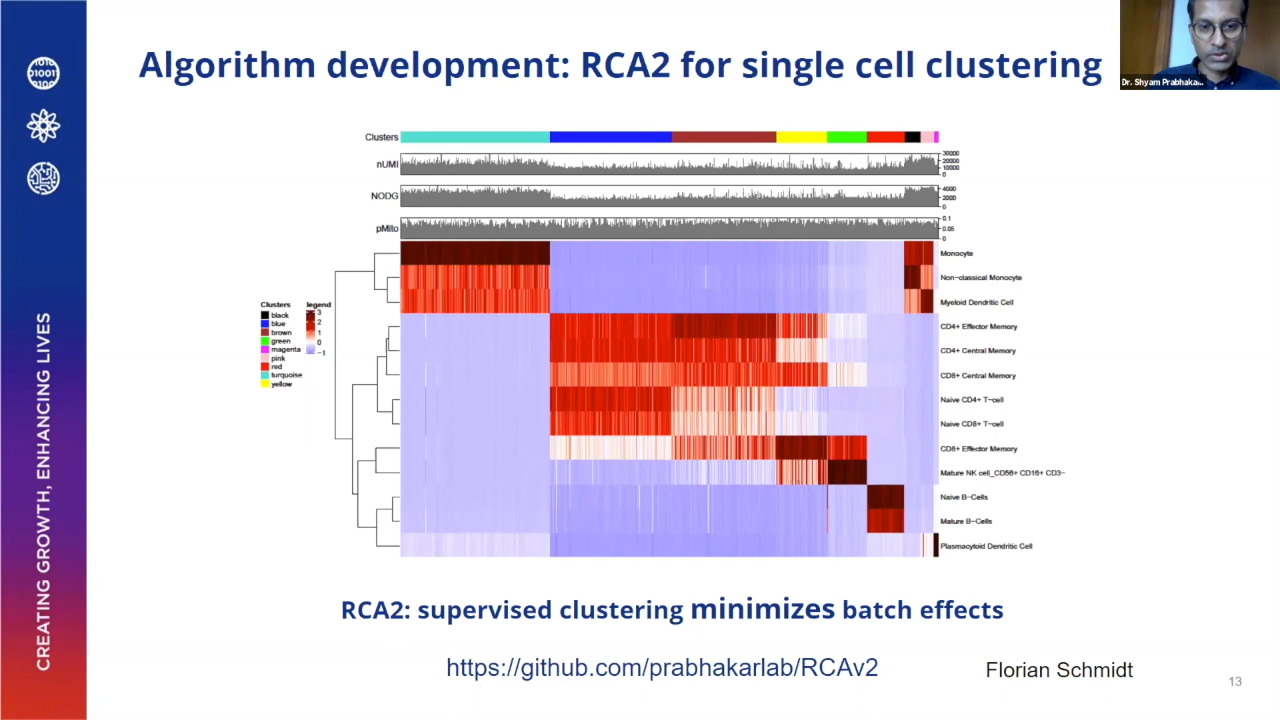 Algorithm development: RCA2 for single cell clustering
Dr. Shyam Prabhaka...
CREATING GROWTH, ENHANCING LIVES
Clusters
nUMI
30000
20000
10000
0
NODG
4000
2000
0
pMito
0.1
0.05
0
Clusters
black
blue
brown
green
magenta
pink
red
turquoise
yellow
legend
3
2
1
0
−1
Monocyte
Non−classical Monocyte
Myeloid Dendritic Cell
CD4+ Effector Memory
CD4+ Central Memory
CD8+ Central Memory
Naive CD4+ T−cell
Naive CD8+ T−cell
CD8+ Effector Memory
Mature NK cell_CD56+ CD16+ CD3−
Naive B−Cells
Mature B−Cells
Plasmacytoid Dendritic Cell
RCA2: supervised clustering minimizes batch effects
https://github.com/prabhakarlab/RCAv2
Florian Schmidt
13